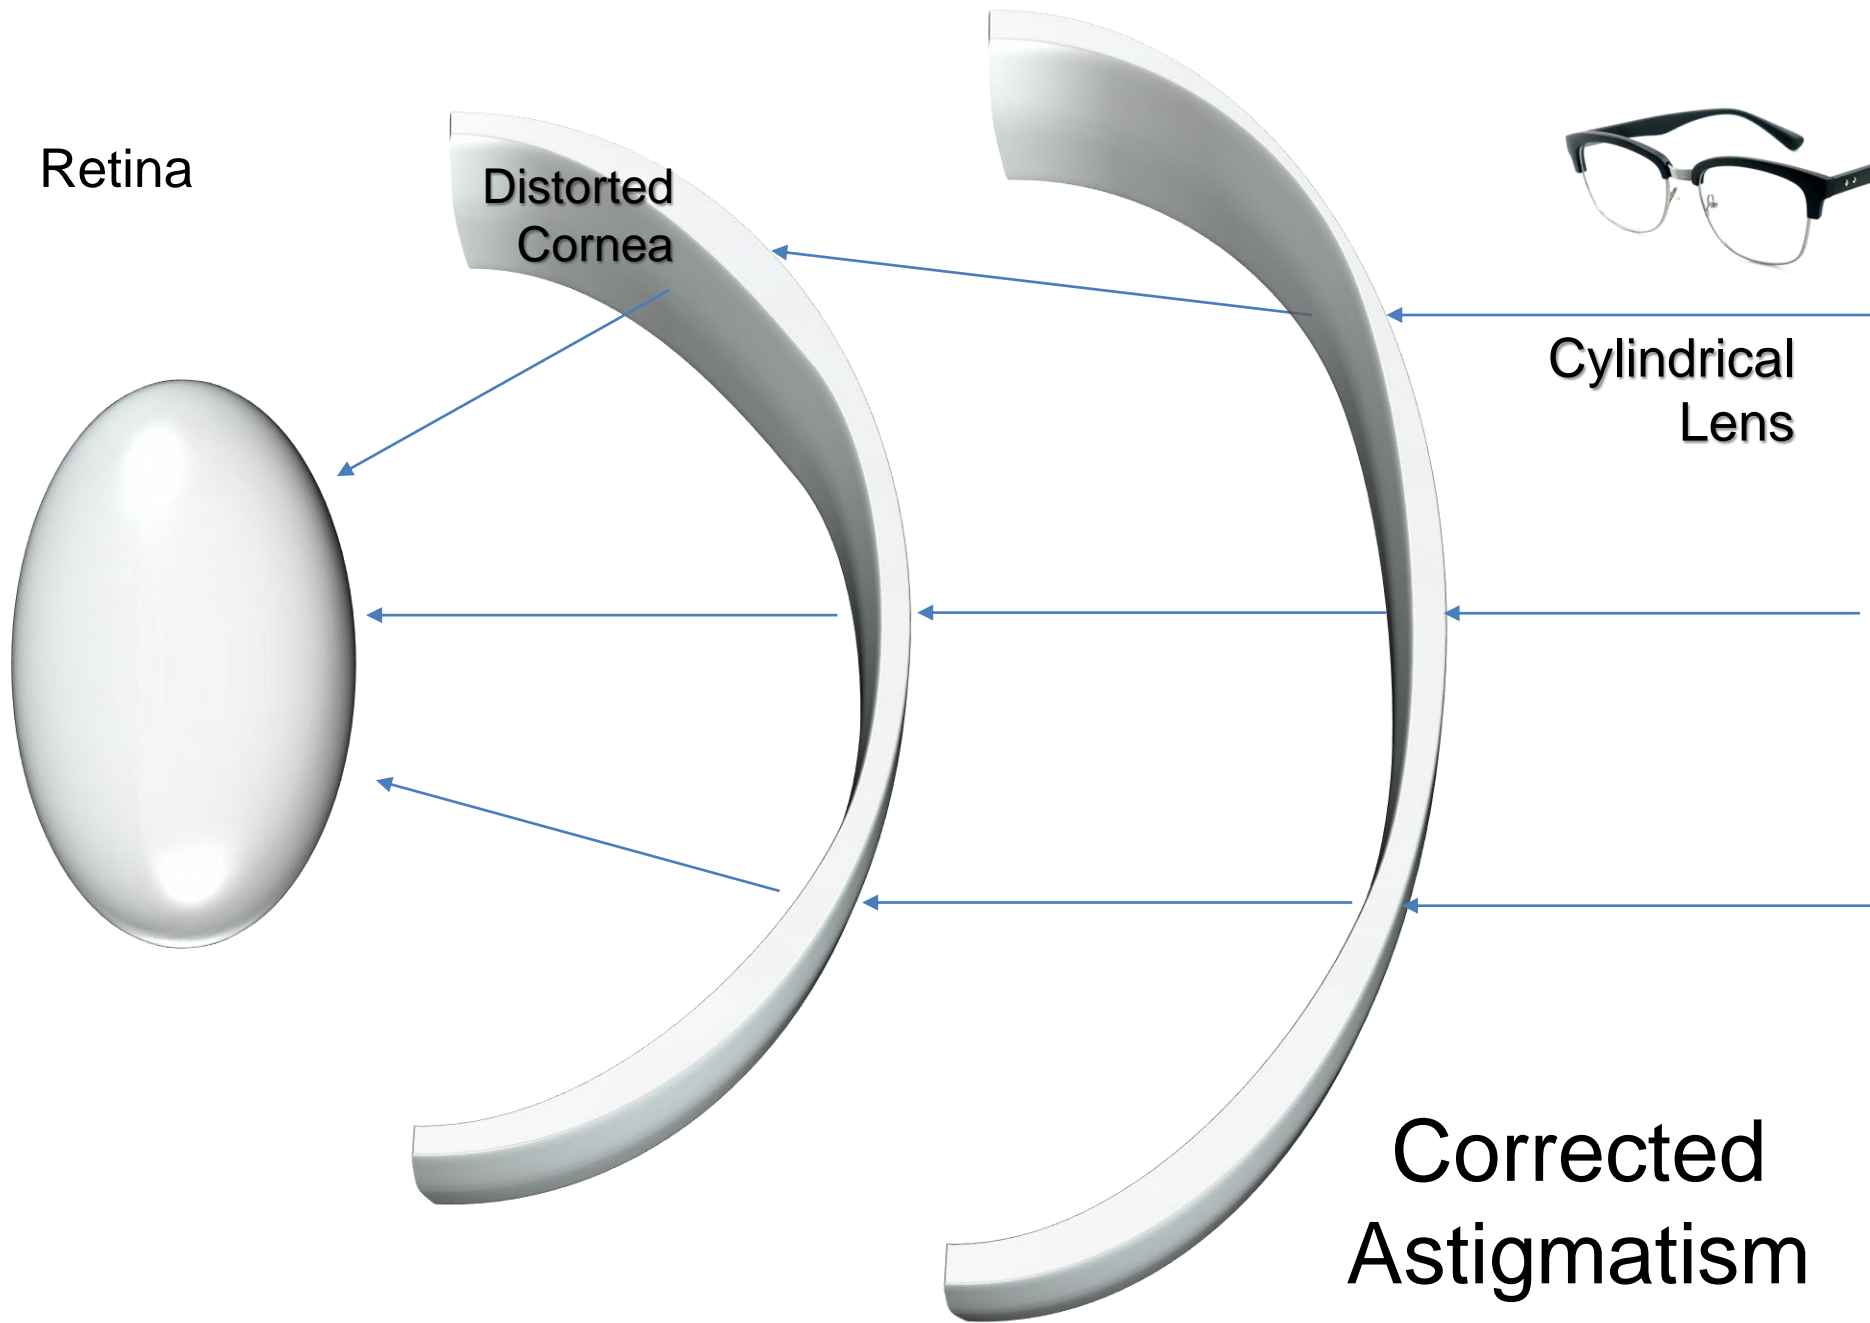 Retina
Distorted
Cornea
Cylindrical
Lens
Corrected
Astigmatism